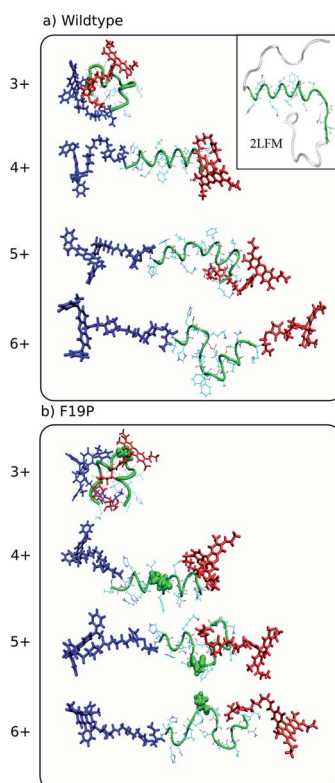 a) Wildtype
3+
2LFM
4+
5+
6+
b) F19P
3+
4+
5+
6+